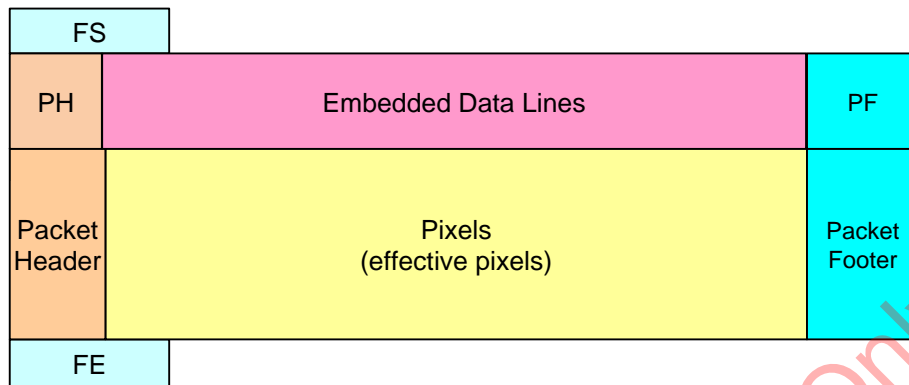 FS
PH
Embedded Data Lines
PF
Packet
Header
Pixels
(effective pixels)
Packet
Footer
FE